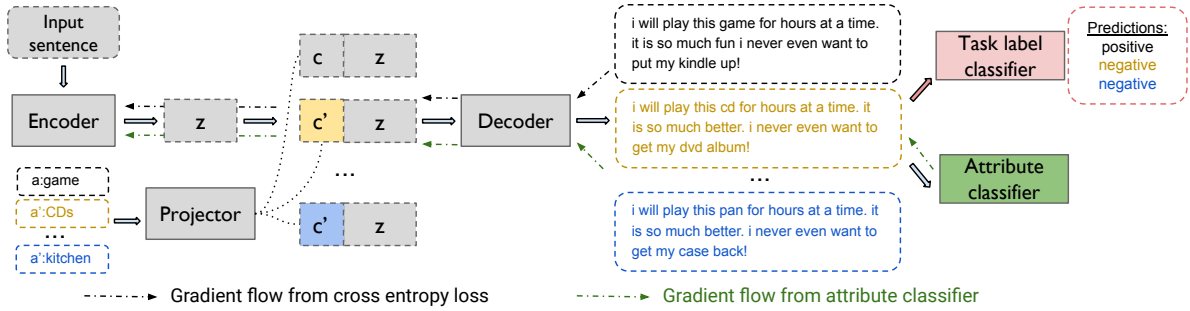 Input
sentence
Encoder
z
a:game
a':CDs
...
a':kitchen
Projector
c z
c' z
...
c' z
Decoder
i will play this game for hours at a time.
it is so much fun i never even want to
put my kindle up!
i will play this cd for hours at a time. it
is so much better. i never even want to
get my dvd album!
...
i will play this pan for hours at a time. it
is so much better. i never even want to
get my case back!
Task label
classifier
Attribute
classifier
Predictions:
positive
negative
negative
Gradient flow from cross entropy loss
Gradient flow from attribute classifier